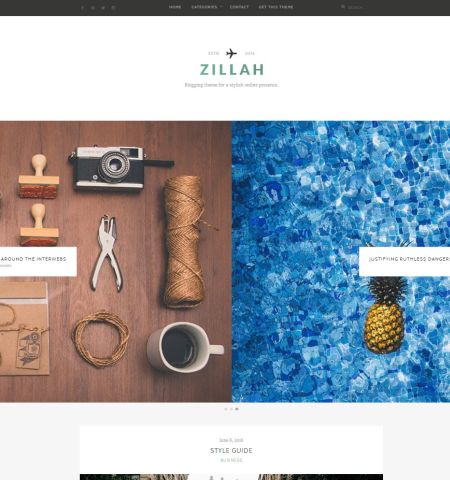 HOME CATEGORIES CONTACT GET THIS THEME SEARCH
ZILLAH
Blogging theme for a stylish online presence.
AROUND THE INTERWEBS
JUSTIFYING RUTHLESS DANGER
June 8, 2016
STYLE GUIDE
BUSINESS